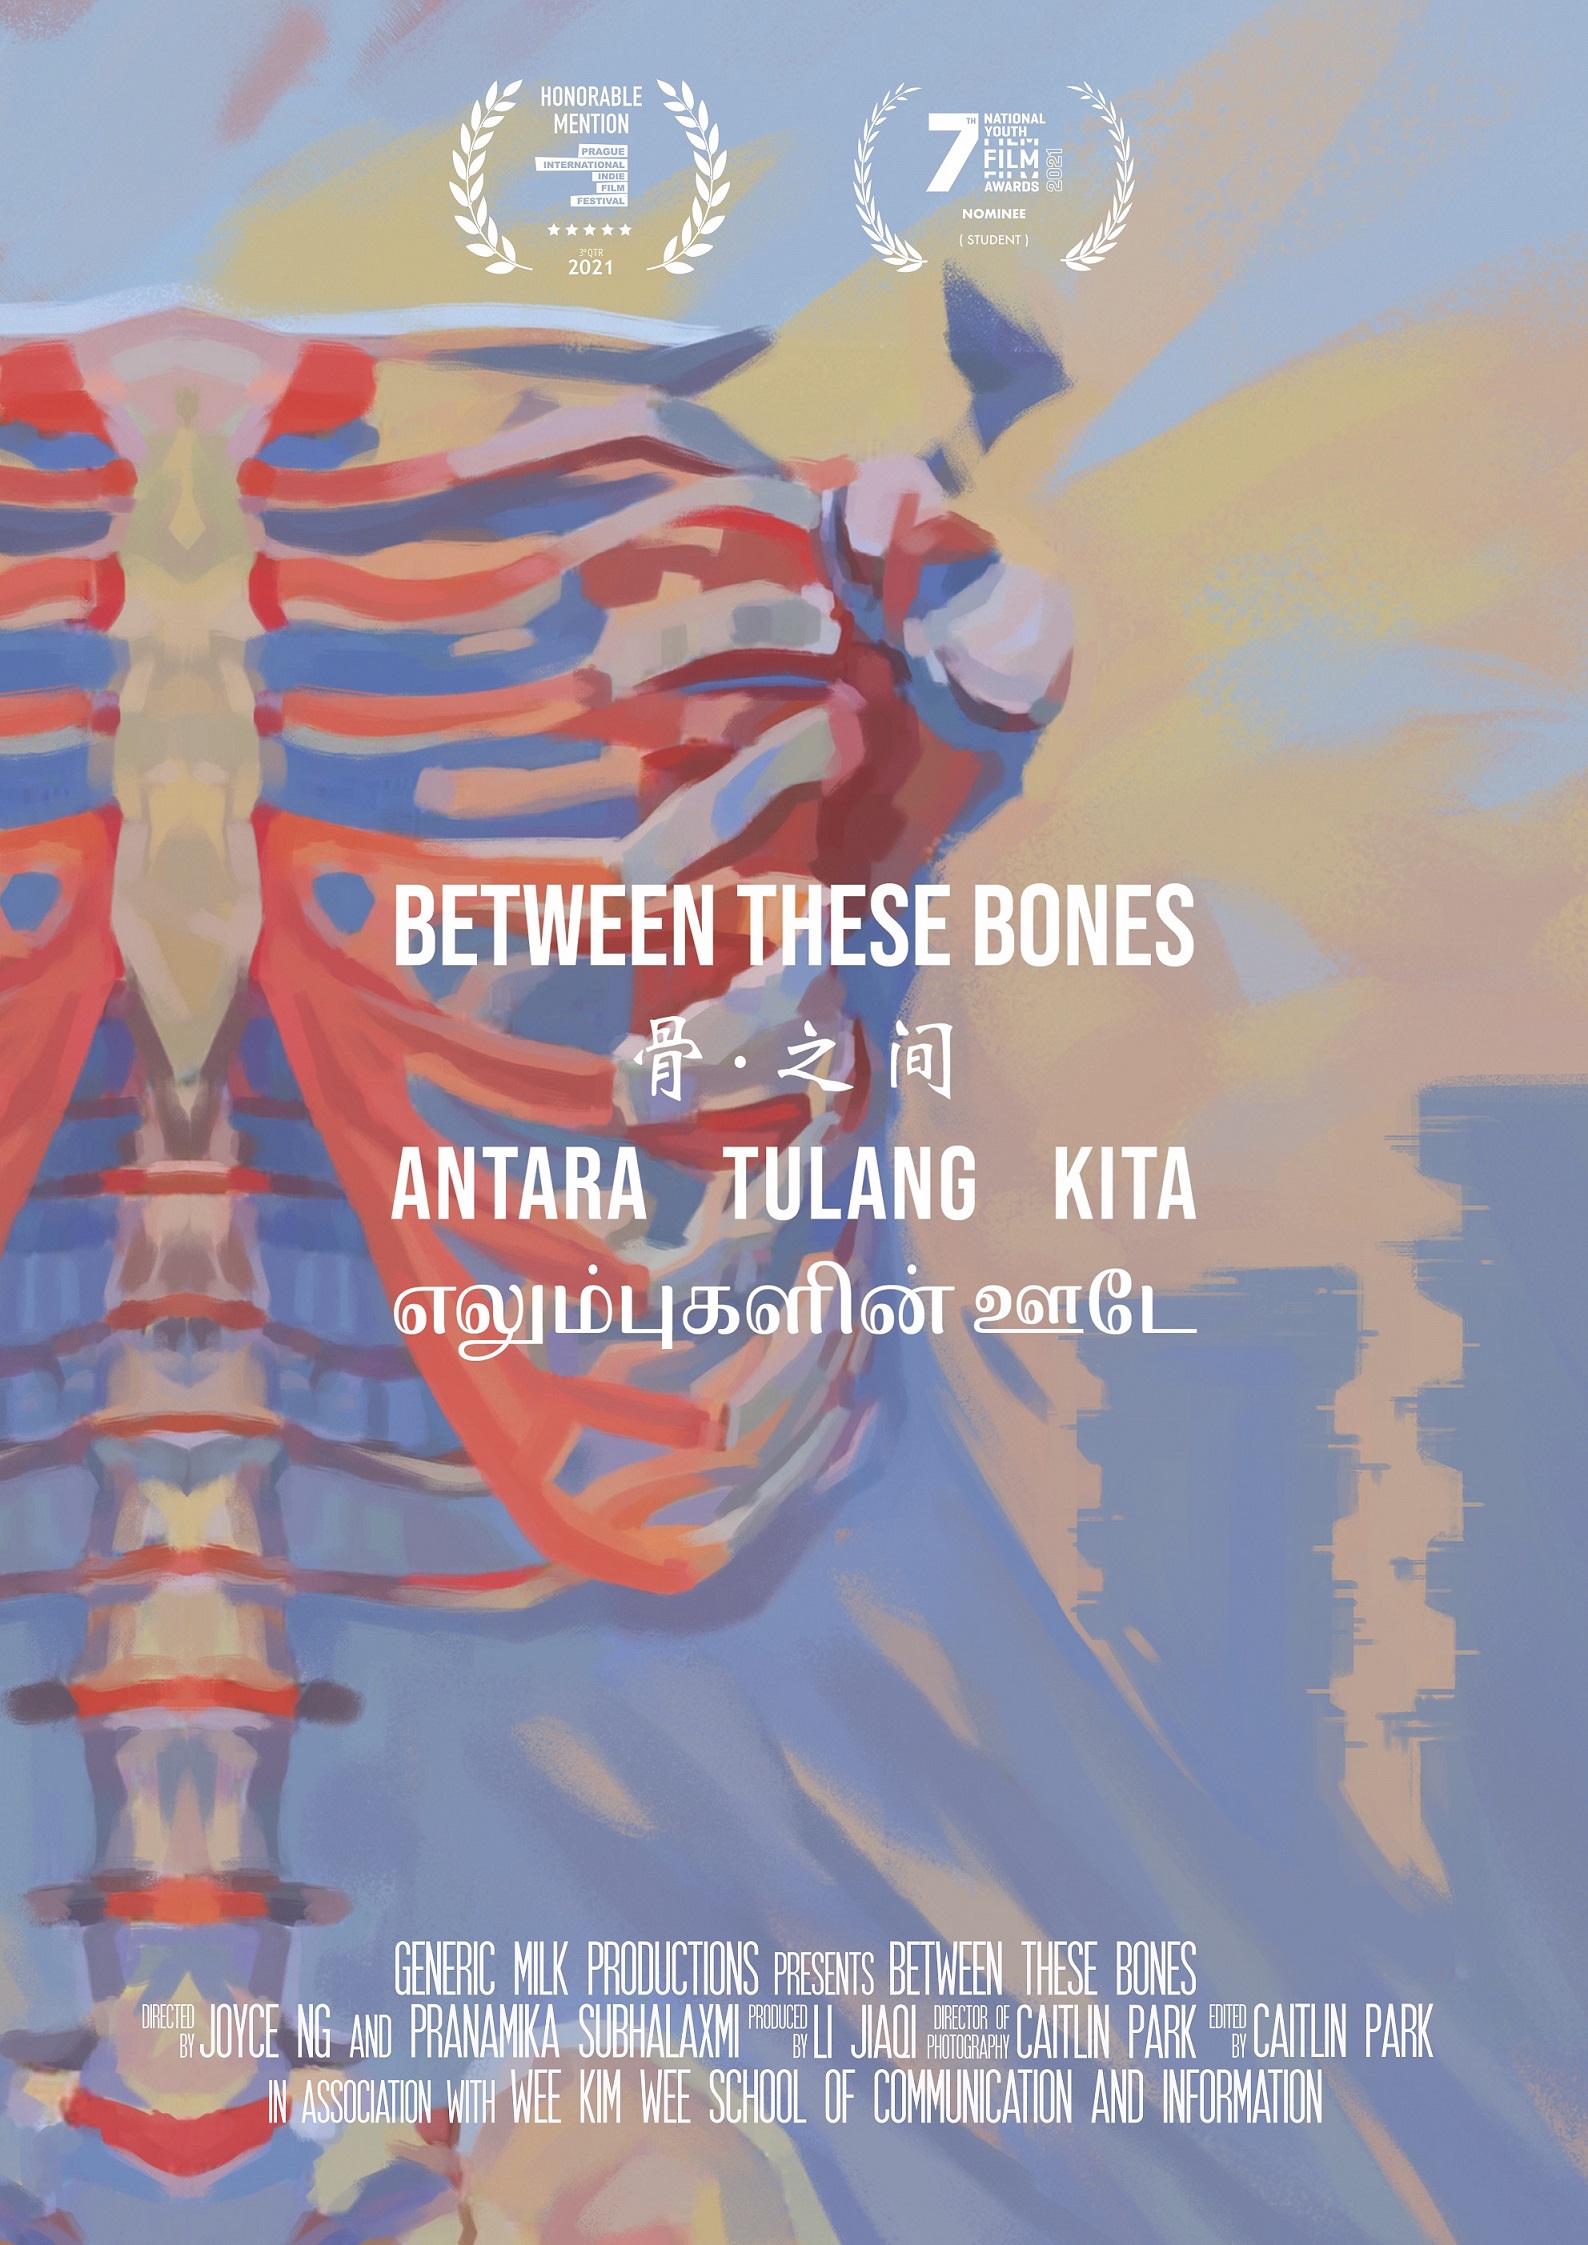 HONORABLE
MENTION
PRAGUE
INTERNATIONAL
INDIE
FILM
FESTIVAL
3ºQTR
2021
7TH NATIONAL
YOUTH
FILM
AWARDS 2021
NOMINEE
( STUDENT )
BETWEEN THESE BONES
骨·之间
ANTARA TULANG KITA
எலும்புகளின் ஊடே
GENERIC MILK PRODUCTIONS PRESENTS BETWEEN THESE BONES
DIRECTED BY JOYCE NG AND PRANAMIKA SUBHALAXMI PRODUCED BY LI JIAQI DIRECTOR OF PHOTOGRAPHY CAITLIN PARK EDITED BY CAITLIN PARK
IN ASSOCIATION WITH WEE KIM WEE SCHOOL OF COMMUNICATION AND INFORMATION